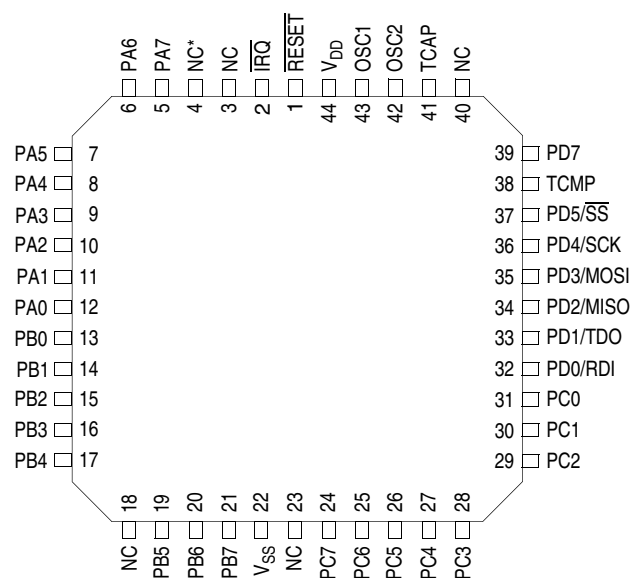 PA6 PA7 NC* NC I̅R̅Q̅ R̅E̅S̅E̅T̅ VDD OSC1 OSC2 TCAP NC
6 5 4 3 2 1 44 43 42 41 40
PA5 7 39 PD7
PA4 8 38 TCMP
PA3 9 37 PD5/S̅S̅
PA2 10 36 PD4/SCK
PA1 11 35 PD3/MOSI
PA0 12 34 PD2/MISO
PB0 13 33 PD1/TDO
PB1 14 32 PD0/RDI
PB2 15 31 PC0
PB3 16 30 PC1
PB4 17 29 PC2
18 19 20 21 22 23 24 25 26 27 28
NC PB5 PB6 PB7 VSS NC PC7 PC6 PC5 PC4 PC3